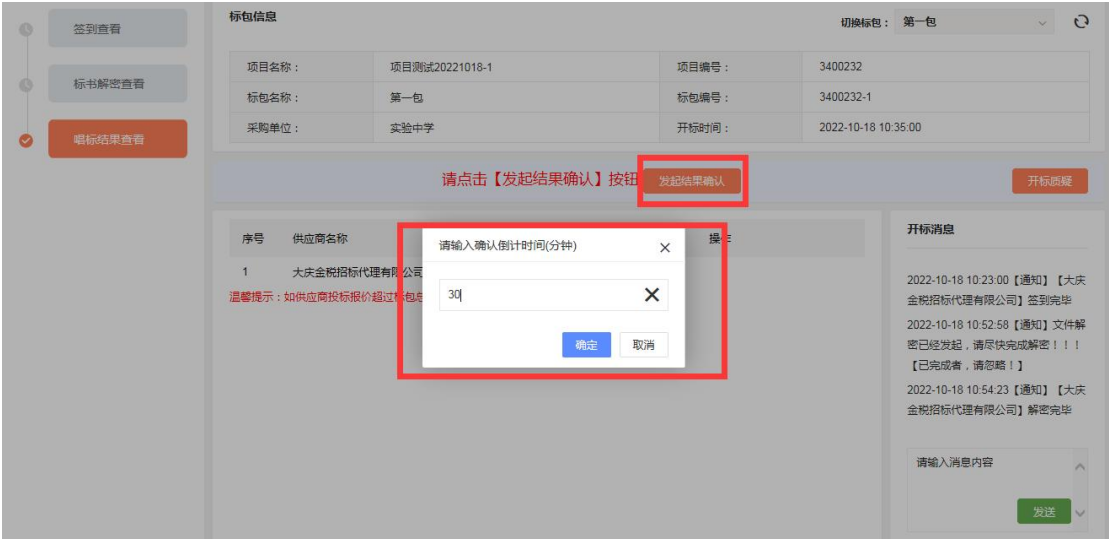 签到查看
标书解密查看
唱标结果查看
标包信息
切换标包： 第一包
项目名称： 项目测试20221018-1 项目编号： 3400232
标包名称： 第一包 标包编号： 3400232-1
采购单位： 实验中学 开标时间： 2022-10-18 10:35:00
请点击【发起结果确认】按钮 发起结果确认 开标质疑
序号 供应商名称 操作
1 大庆金税招标代理有限公司
温馨提示：如供应商投标报价超过标包总
请输入确认倒计时间(分钟)
30
确定 取消
开标消息
2022-10-18 10:23:00【通知】【大庆
金税招标代理有限公司】签到完毕
2022-10-18 10:52:58【通知】文件解
密已经发起，请尽快完成解密！！！
【已完成者，请忽略！】
2022-10-18 10:54:23【通知】【大庆
金税招标代理有限公司】解密完毕
请输入消息内容
发送